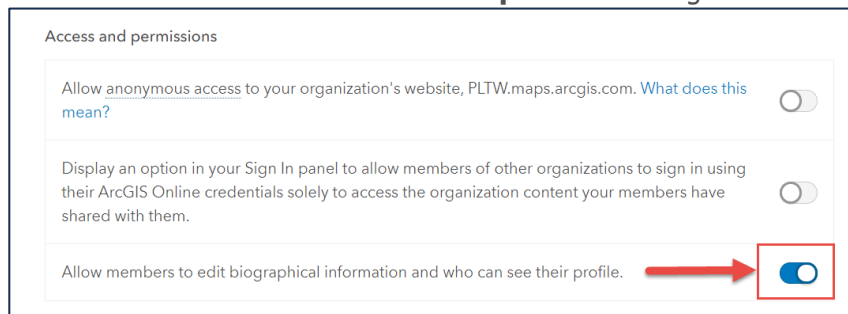 Access and permissions
Allow anonymous access to your organization's website, PLTW.maps.arcgis.com. What does this
mean?
Display an option in your Sign In panel to allow members of other organizations to sign in using
their ArcGIS Online credentials solely to access the organization content your members have
shared with them.
Allow members to edit biographical information and who can see their profile.